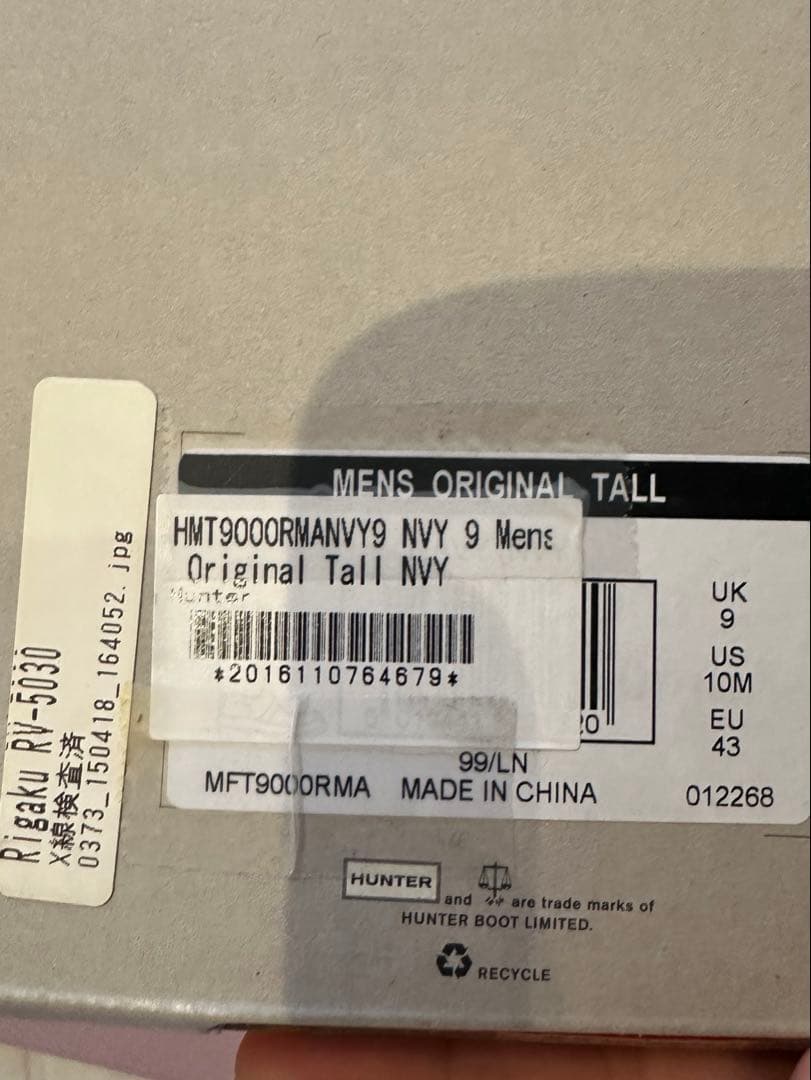 MENS ORIGINAL TALL
HMT9000RMANVY9 NVY 9 Mens
Original Tall NVY
Hunter
*2016110764679*
20
UK
9
US
10M
EU
43
99/LN
MFT9000RMA MADE IN CHINA
012268
Rigaku RV-5030
X線検査済
0373_150418_164052.jpg
HUNTER and are trade marks of
HUNTER BOOT LIMITED.
RECYCLE